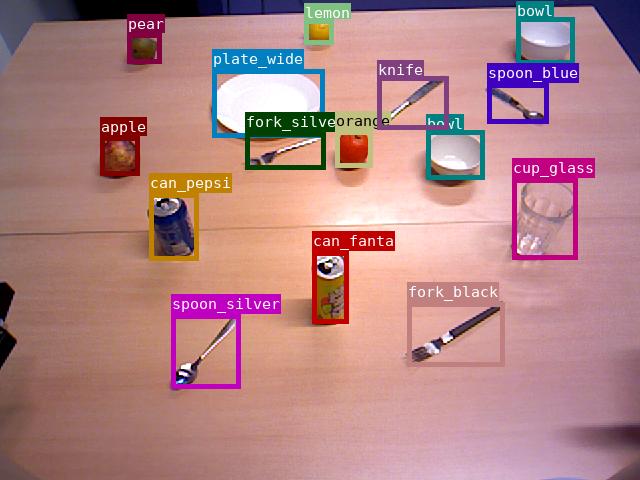 lemon
bowl
pear
plate_wide
knife
spoon_blue
fork_silve
orange
bowl
apple
cup_glass
can_pepsi
can_fanta
fork_black
spoon_silver